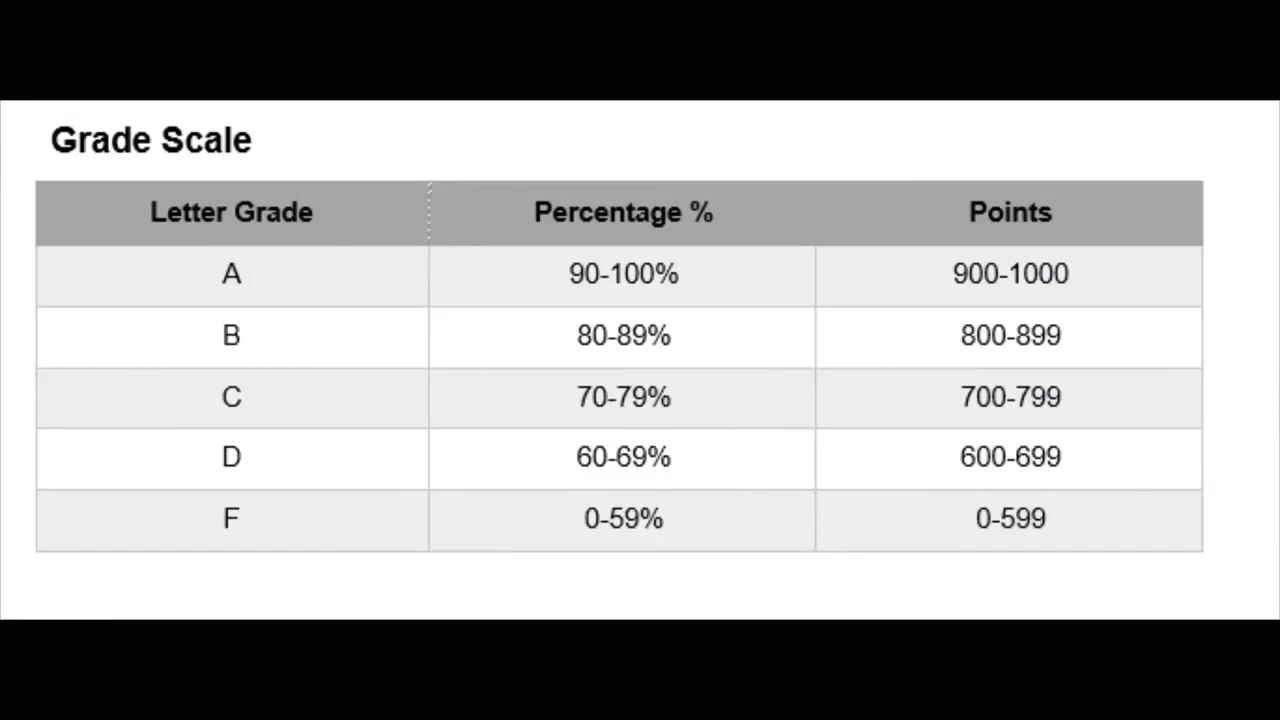 Grade Scale
Letter Grade Percentage % Points
A 90-100% 900-1000
B 80-89% 800-899
C 70-79% 700-799
D 60-69% 600-699
F 0-59% 0-599